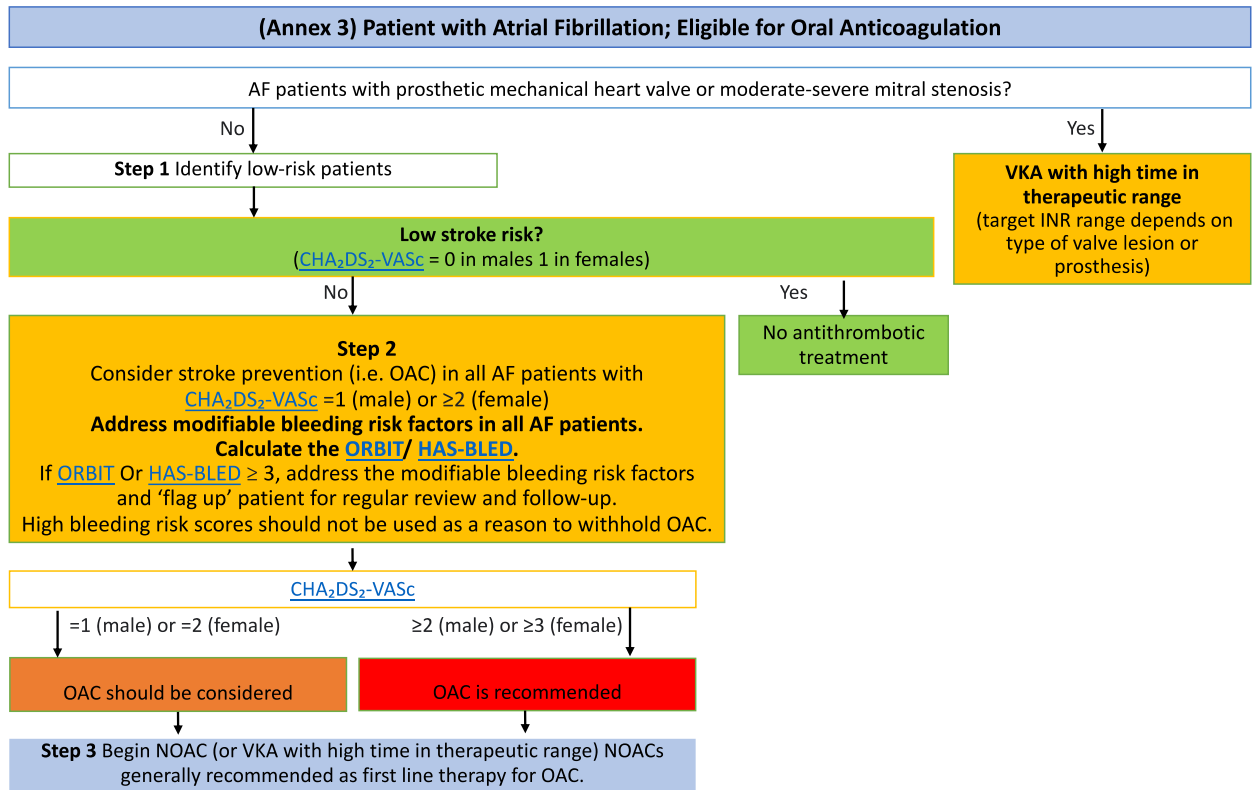 (Annex 3) Patient with Atrial Fibrillation; Eligible for Oral Anticoagulation
AF patients with prosthetic mechanical heart valve or moderate-severe mitral stenosis?
No
Yes
Step 1 Identify low-risk patients
VKA with high time in
therapeutic range
(target INR range depends on
type of valve lesion or
prosthesis)
Low stroke risk?
(CHA₂DS₂-VASc = 0 in males 1 in females)
No
Yes
No antithrombotic
treatment
Step 2
Consider stroke prevention (i.e. OAC) in all AF patients with
CHA₂DS₂-VASc =1 (male) or ≥2 (female)
Address modifiable bleeding risk factors in all AF patients.
Calculate the ORBIT/ HAS-BLED.
If ORBIT Or HAS-BLED ≥ 3, address the modifiable bleeding risk factors
and ‘flag up’ patient for regular review and follow-up.
High bleeding risk scores should not be used as a reason to withhold OAC.
CHA₂DS₂-VASc
=1 (male) or =2 (female)
≥2 (male) or ≥3 (female)
OAC should be considered
OAC is recommended
Step 3 Begin NOAC (or VKA with high time in therapeutic range) NOACs
generally recommended as first line therapy for OAC.